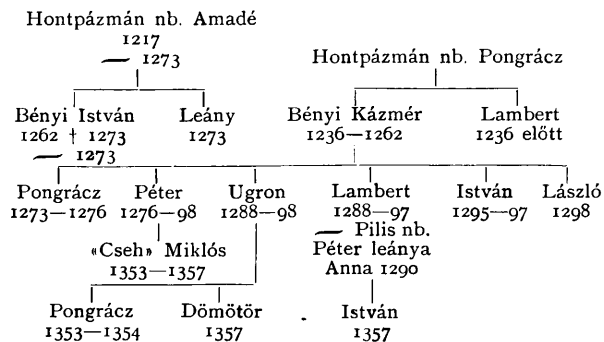 Hontpázmán nb. Amadé
1217
— 1273
Hontpázmán nb. Pongrácz
Bényi István
1262 † 1273
— 1273
Leány
1273
Bényi Kázmér
1236—1262
Lambert
1236 előtt
Pongrácz
1273—1276
Péter
1276—98
Ugron
1288—98
Lambert
1288—97
— Pilis nb.
Péter leánya
Anna 1290
István
1295—97
László
1298
«Cseh» Miklós
1353—1357
Pongrácz
1353—1354
Dömötör
1357
István
1357